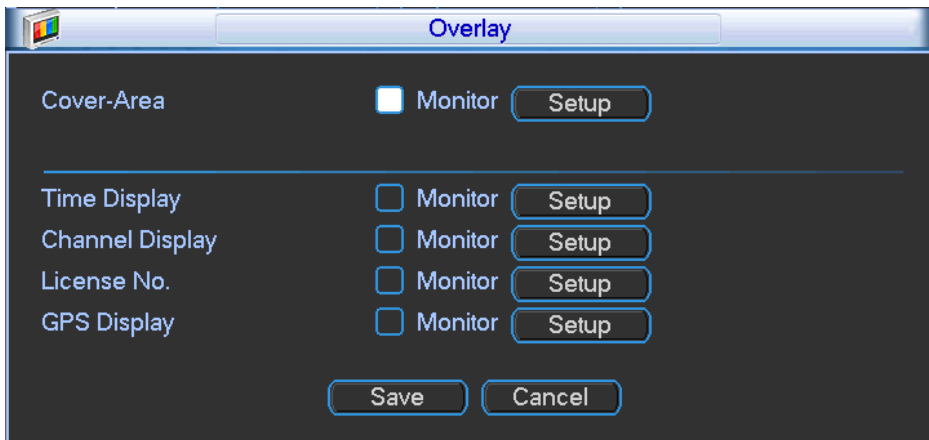 Overlay
Cover-Area Monitor Setup
Time Display Monitor Setup
Channel Display Monitor Setup
License No. Monitor Setup
GPS Display Monitor Setup
Save Cancel